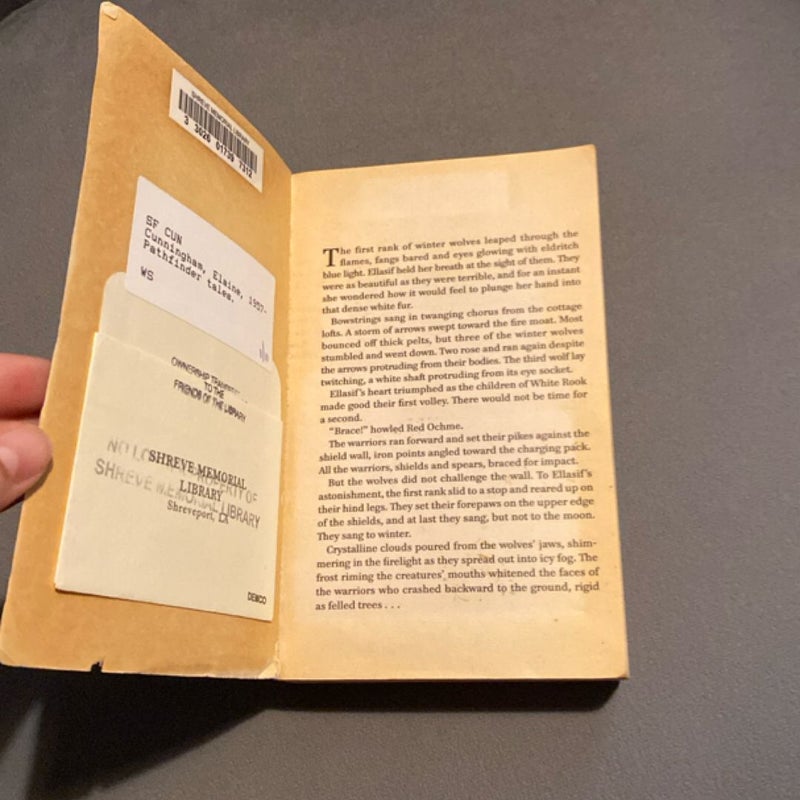 SHREVE MEMORIAL LIBRARY
3 3626 01739 7312
SF CUN
Cunningham, Elaine, 1957-
Pathfinder tales.
WS
OWNERSHIP
TO THE
FRIENDS OF THE LIBRARY
NO PROPERTY OF
SHREVE MEMORIAL LIBRARY
SHREVE MEMORIAL
LIBRARY
Shreveport, LA
DEMCO
The first rank of winter wolves leaped through the
flames, fangs bared and eyes glowing with eldritch
blue light. Ellasif held her breath at the sight of them. They
were as beautiful as they were terrible, and for an instant
she wondered how it would feel to plunge her hand into
that dense white fur.
Bowstrings sang in twanging chorus from the cottage
lofts. A storm of arrows swept toward the fire moat. Most
bounced off thick pelts, but three of the winter wolves
stumbled and went down. Two rose and ran again despite
the arrows protruding from their bodies. The third wolf lay
twitching, a white shaft protruding from its eye socket.
Ellasif's heart triumphed as the children of White Rook
made good their first volley. There would not be time for
a second.
"Brace!" howled Red Ochme.
The warriors ran forward and set their pikes against the
shield wall, iron points angled toward the charging pack.
All the warriors, shields and spears, braced for impact.
But the wolves did not challenge the wall. To Ellasif's
astonishment, the first rank slid to a stop and reared up on
their hind legs. They set their forepaws on the upper edge
of the shields, and at last they sang, but not to the moon.
They sang to winter.
Crystalline clouds poured from the wolves' jaws, shim-
mering in the firelight as they spread out into icy fog. The
frost riming the creatures' mouths whitened the faces of
the warriors who crashed backward to the ground, rigid
as felled trees . . .